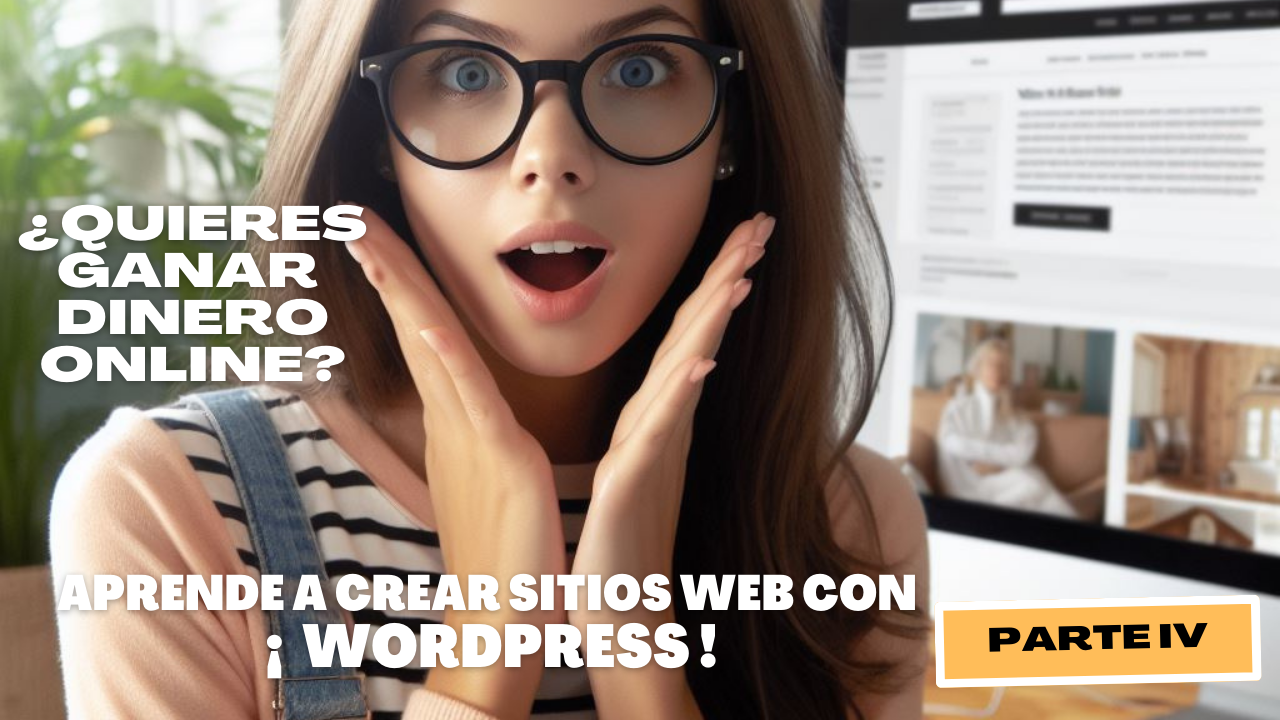 ¿QUIERES
GANAR
DINERO
ONLINE?
APRENDE A CREAR SITIOS WEB CON
¡ WORDPRESS !
PARTE IV